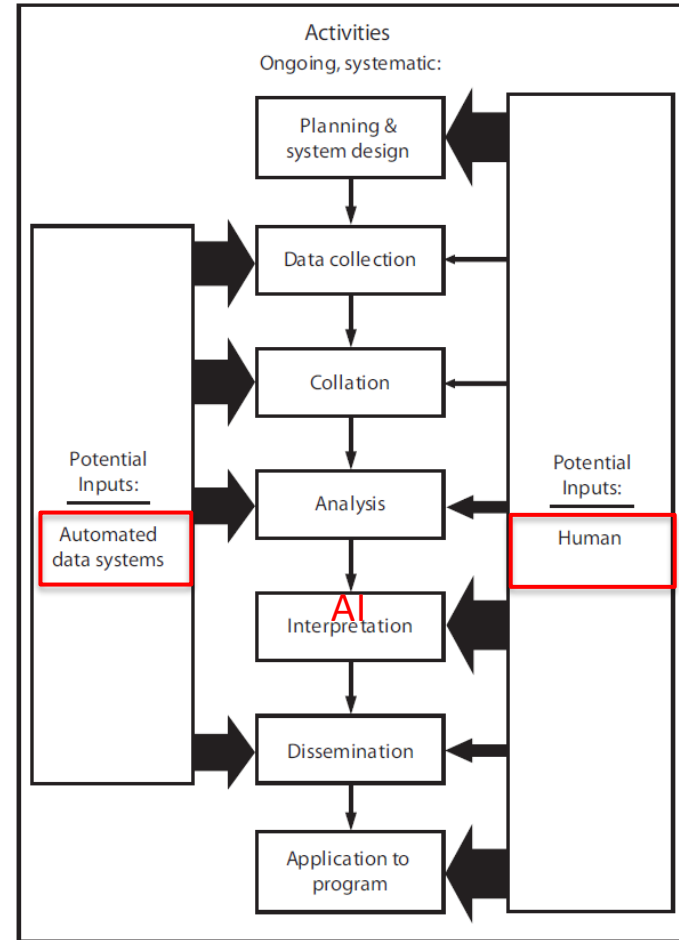 Activities
Ongoing, systematic:
Planning &
system design
Data collection
Collation
Potential
Inputs:
Automated
data systems
Analysis
Potential
Inputs:
Human
AI
Interpretation
Dissemination
Application to
program